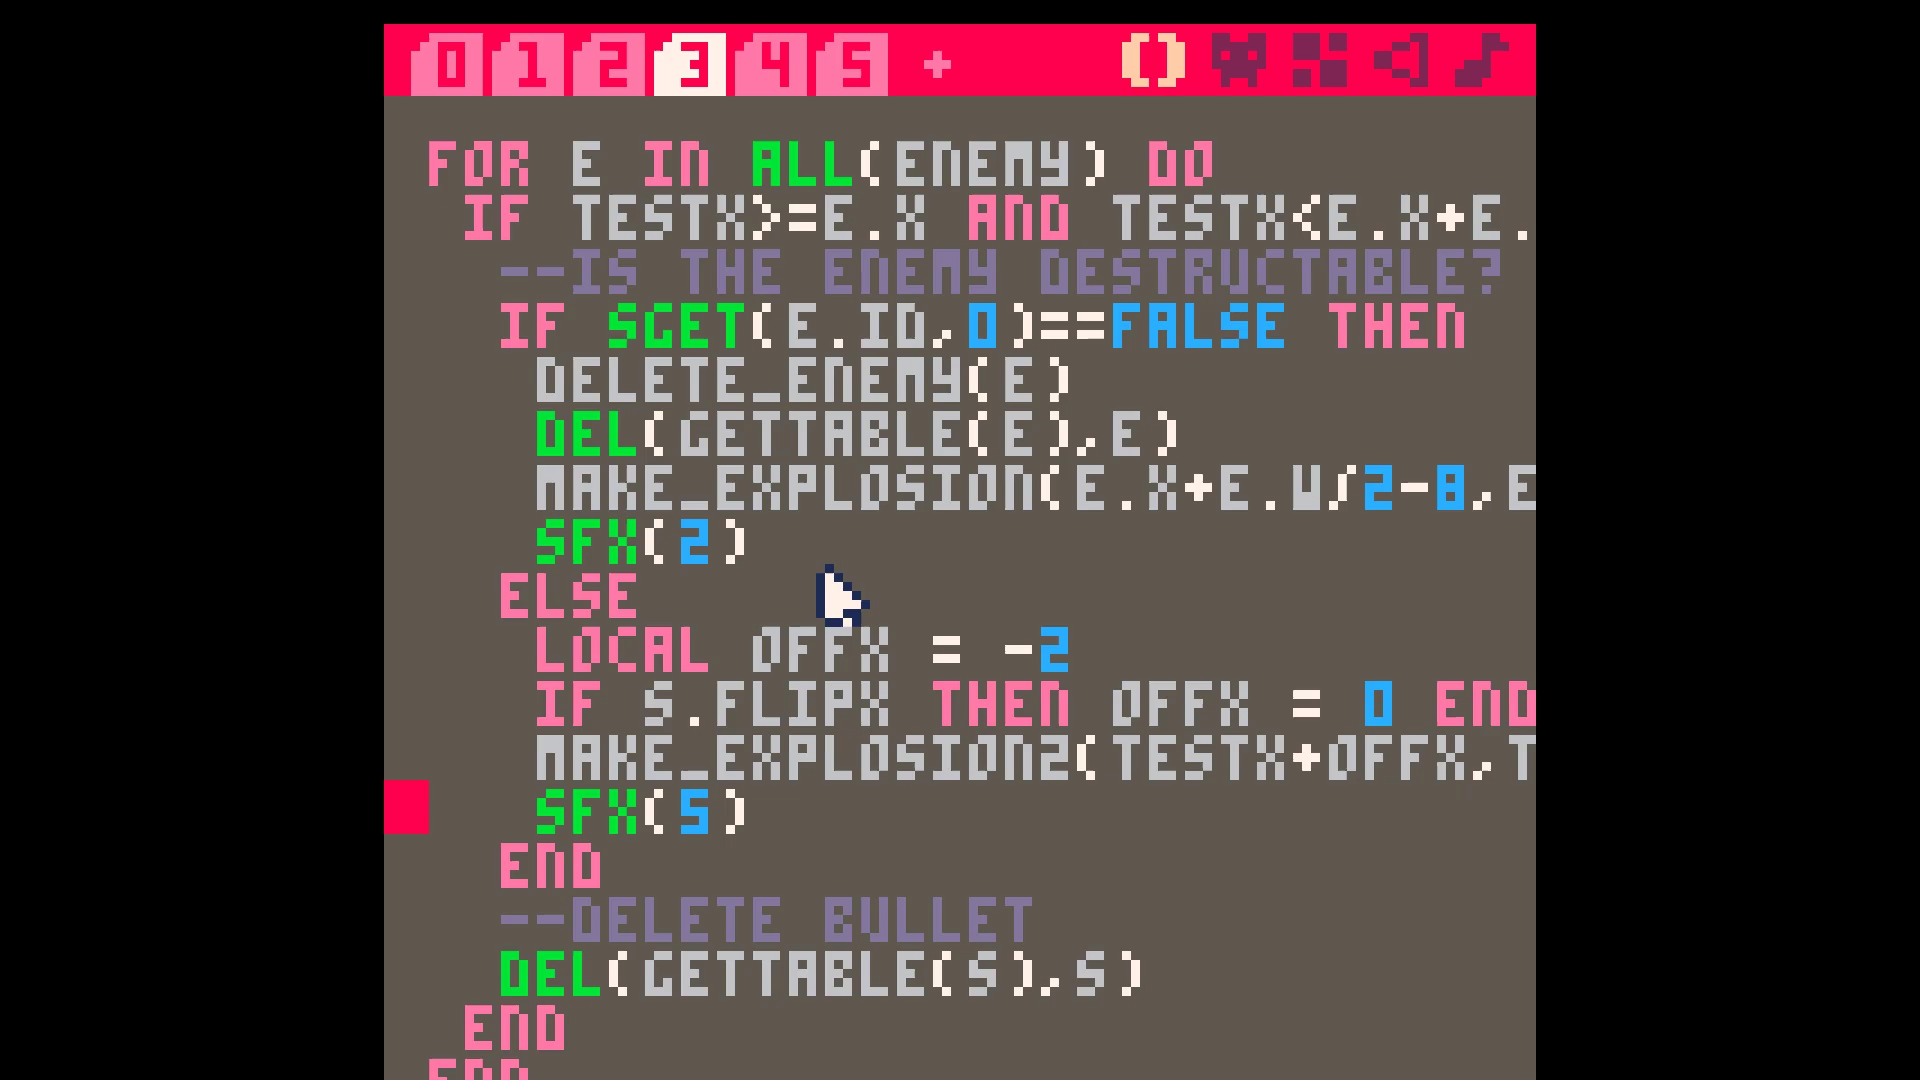 0 1 2 3 4 5 +
FOR E IN ALL(ENEMY) DO
IF TESTX>=E.X AND TESTX<E.X+E.
--IS THE ENEMY DESTRUCTABLE?
IF SGET(E.ID,0)==FALSE THEN
DELETE_ENEMY(E)
DEL(GETTABLE(E),E)
MAKE_EXPLOSION(E.X+E.W/2-8,E
SFX(2)
ELSE
LOCAL OFFX = -2
IF S.FLIPX THEN OFFX = 0 END
MAKE_EXPLOSION2(TESTX+OFFX,T
SFX(5)
END
--DELETE BULLET
DEL(GETTABLE(S),S)
END
END